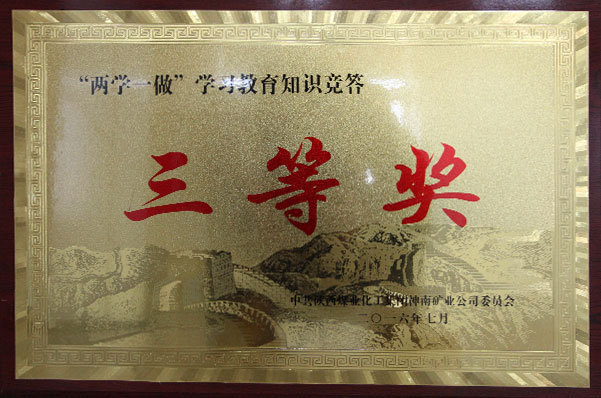 “两学一做”学习教育知识竞答
三等奖
中共陕西煤业化工集团神南矿业公司委员会
二〇一六年七月